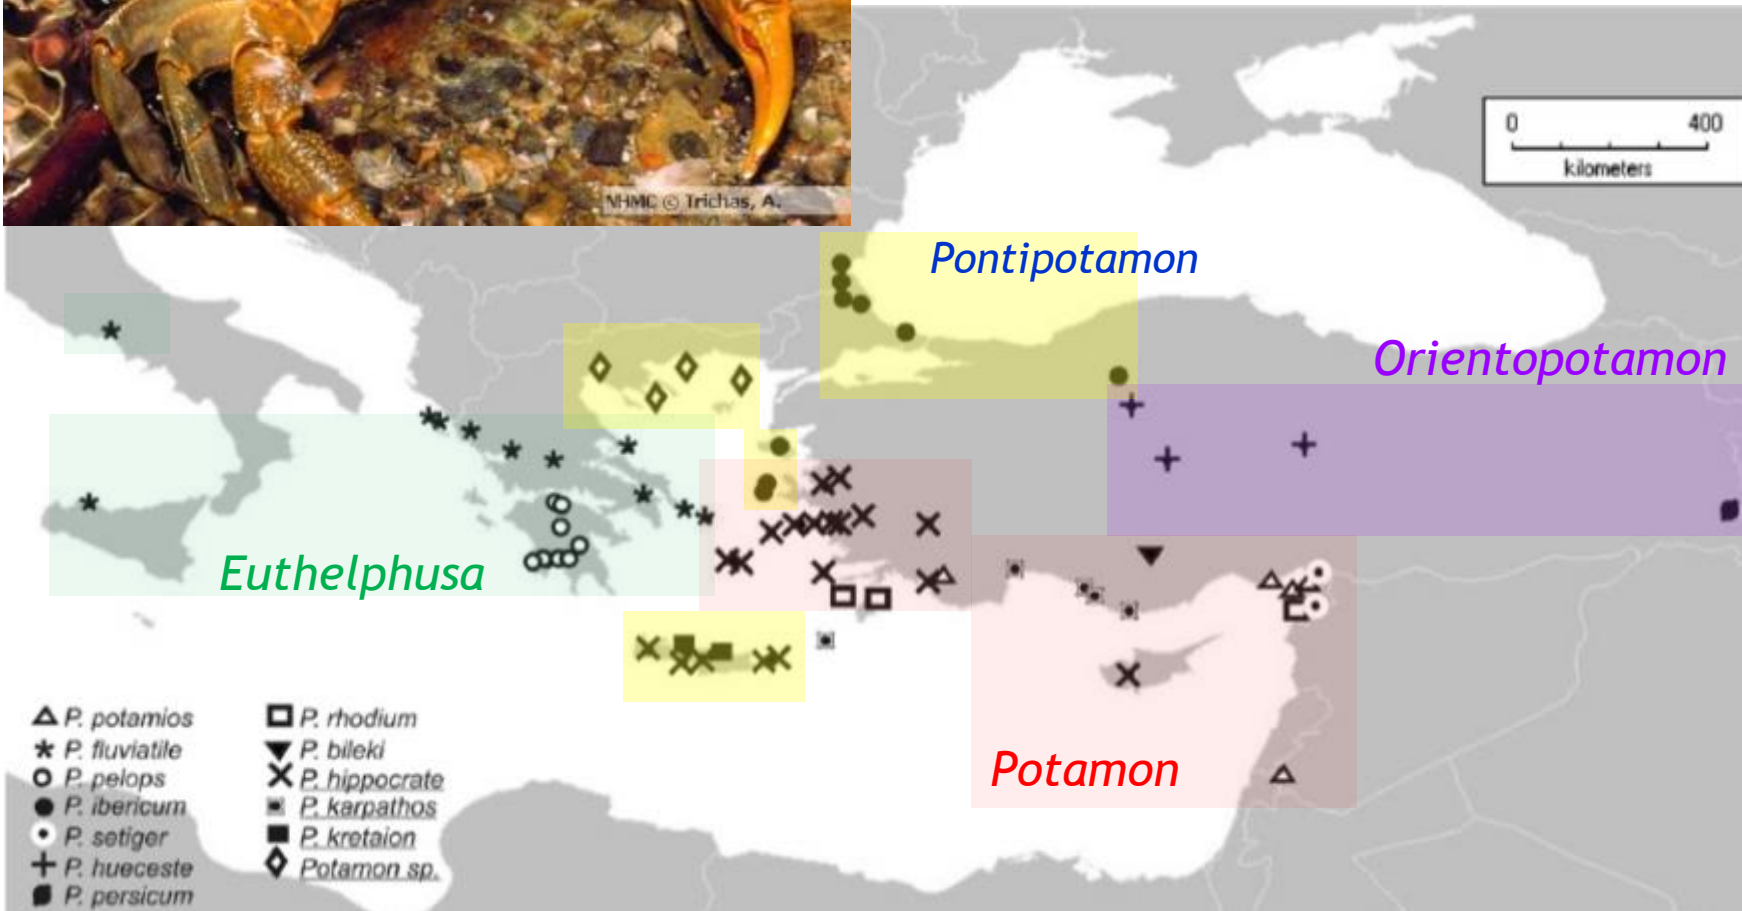 NHMC © Trichas, A.
0 400
kilometers
Pontipotamon
Orientopotamon
Euthelphusa
Potamon
P. potamios
P. fluviatile
P. pelops
P. ibericum
P. setiger
P. hueceste
P. persicum
P. rhodium
P. bileki
P. hippocrate
P. karpathos
P. kretaion
Potamon sp.